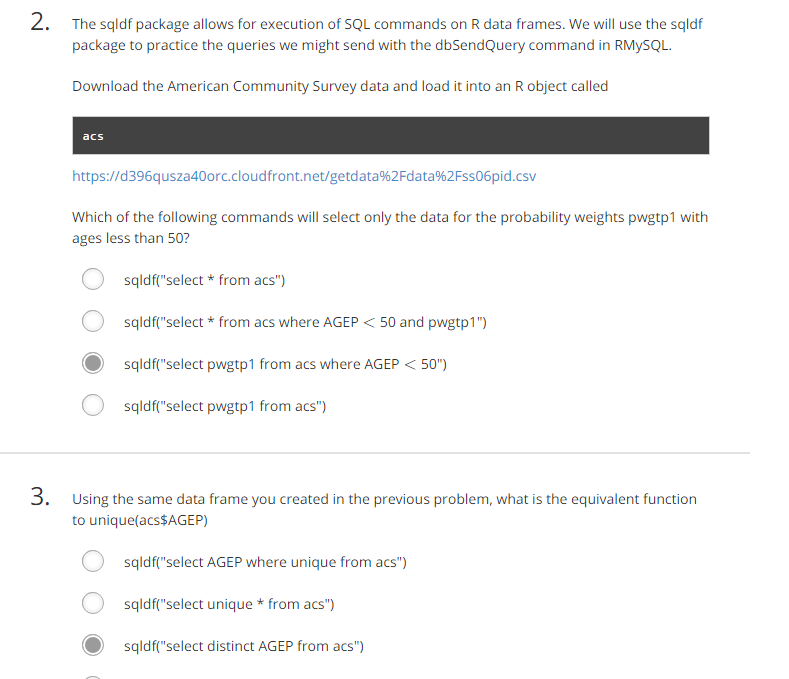 2. The sqldf package allows for execution of SQL commands on R data frames. We will use the sqldf
package to practice the queries we might send with the dbSendQuery command in RMySQL.
Download the American Community Survey data and load it into an R object called
acs
https://d396qusza40orc.cloudfront.net/getdata%2Fdata%2Fss06pid.csv
Which of the following commands will select only the data for the probability weights pwgtp1 with
ages less than 50?
sqldf("select * from acs")
sqldf("select * from acs where AGEP < 50 and pwgtp1")
sqldf("select pwgtp1 from acs where AGEP < 50")
sqldf("select pwgtp1 from acs")
3. Using the same data frame you created in the previous problem, what is the equivalent function
to unique(acs$AGEP)
sqldf("select AGEP where unique from acs")
sqldf("select unique * from acs")
sqldf("select distinct AGEP from acs")